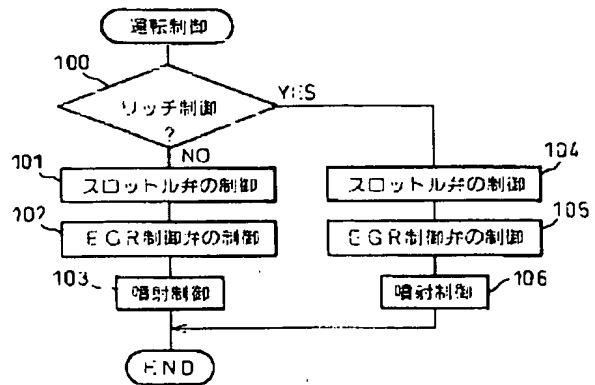 運転制御
100
リッチ制御
?
YES
NO
101
スロットル弁の制御
102
EGR制御弁の制御
103
噴射制御
104
スロットル弁の制御
105
EGR制御弁の制御
106
噴射制御
END